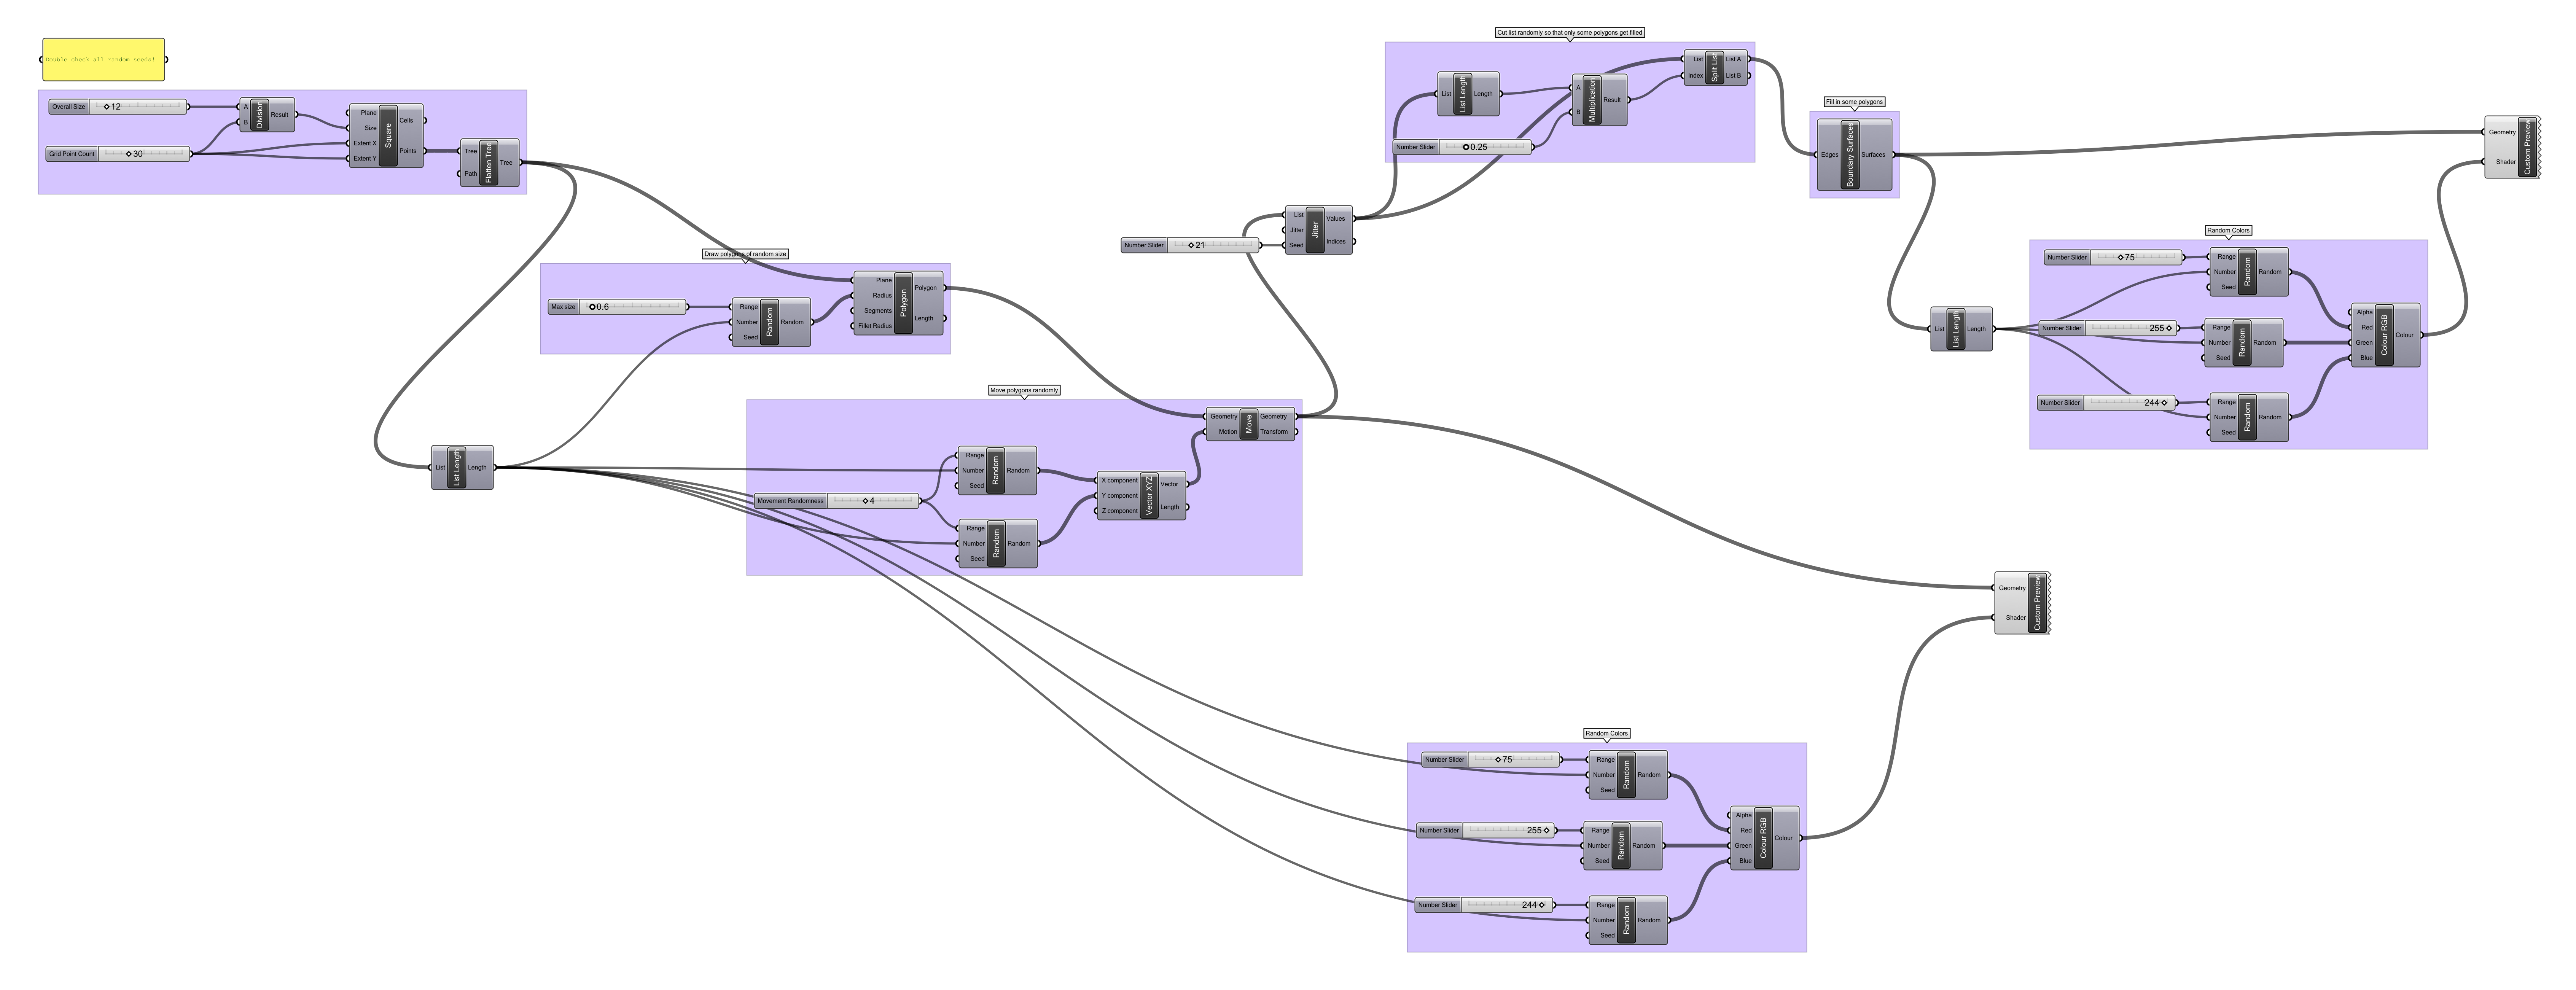 Double check all random seeds!
Overall Size
12
Grid Point Count
30
A
B
Division
Result
Plane
Size
Extent X
Extent Y
Square
Cells
Points
Tree
Path
Flatten Tree
Tree
Draw polygons of random size
Max size
0.6
Range
Number
Seed
Random
Random
Plane
Radius
Segments
Fillet Radius
Polygon
Polygon
Length
List
List Length
Length
Move polygons randomly
Movement Randomness
4
Range
Number
Seed
Random
Random
Range
Number
Seed
Random
Random
X component
Y component
Z component
Vector XYZ
Vector
Length
Geometry
Motion
Move
Geometry
Transform
Number Slider
21
List
Jitter
Seed
Jitter
Values
Indices
Cut list randomly so that only some polygons get filled
List
List Length
Length
Number Slider
0.25
A
B
Multiplication
Result
List
Index
Split List
List A
List B
Fill in some polygons
Edges
Boundary Surfaces
Surfaces
List
List Length
Length
Random Colors
Number Slider
75
Range
Number
Seed
Random
Random
Number Slider
255
Range
Number
Seed
Random
Random
Number Slider
244
Range
Number
Seed
Random
Random
Alpha
Red
Green
Blue
Colour RGB
Colour
Geometry
Shader
Custom Preview
Geometry
Shader
Custom Preview
Random Colors
Number Slider
75
Range
Number
Seed
Random
Random
Number Slider
255
Range
Number
Seed
Random
Random
Number Slider
244
Range
Number
Seed
Random
Random
Alpha
Red
Green
Blue
Colour RGB
Colour